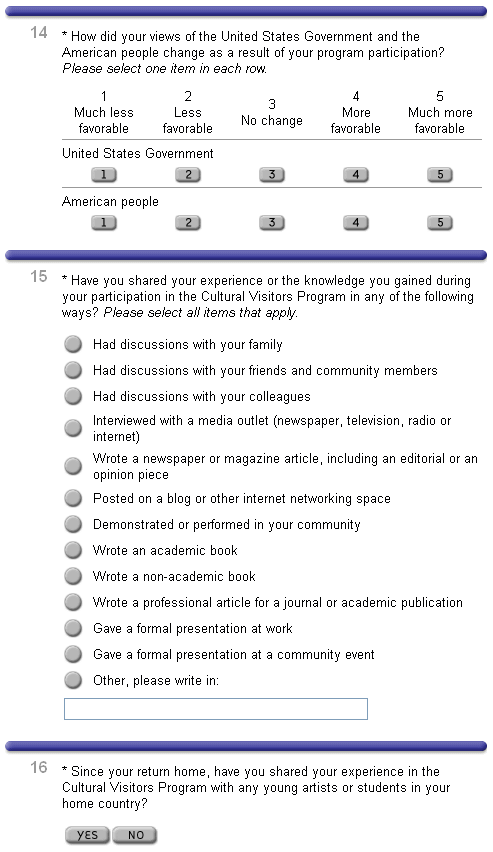 14 * How did your views of the United States Government and the
American people change as a result of your program participation?
Please select one item in each row.
1 2 3 4 5
Much less favorable Less favorable No change More favorable Much more favorable
United States Government
1 2 3 4 5
American people
1 2 3 4 5
15 * Have you shared your experience or the knowledge you gained during
your participation in the Cultural Visitors Program in any of the following
ways? Please select all items that apply.
Had discussions with your family
Had discussions with your friends and community members
Had discussions with your colleagues
Interviewed with a media outlet (newspaper, television, radio or
internet)
Wrote a newspaper or magazine article, including an editorial or an
opinion piece
Posted on a blog or other internet networking space
Demonstrated or performed in your community
Wrote an academic book
Wrote a non-academic book
Wrote a professional article for a journal or academic publication
Gave a formal presentation at work
Gave a formal presentation at a community event
Other, please write in:
16 * Since your return home, have you shared your experience in the
Cultural Visitors Program with any young artists or students in your
home country?
YES NO